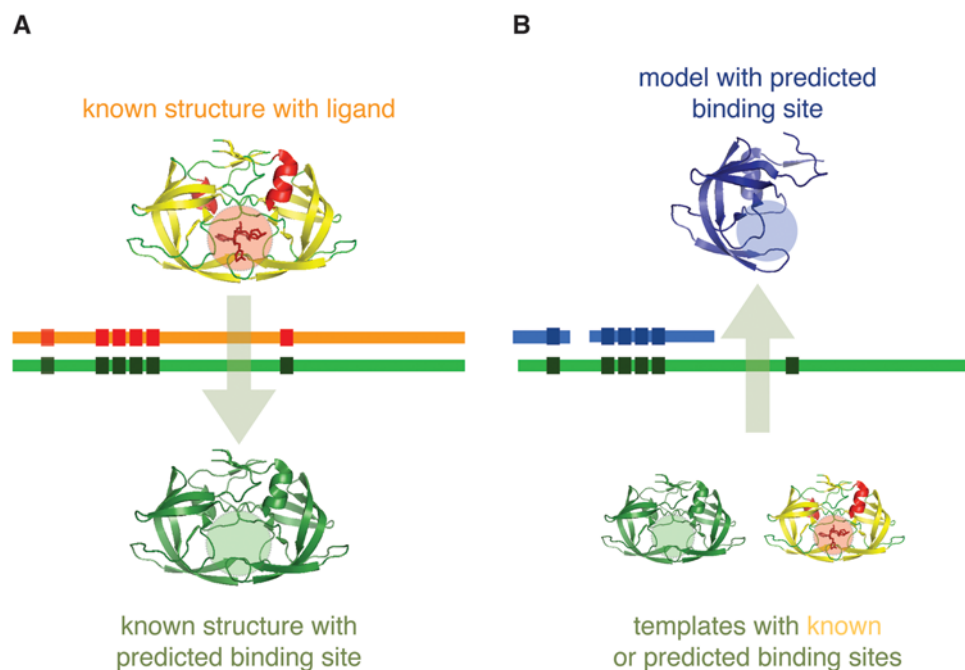 A
known structure with ligand
known structure with
predicted binding site
B
model with predicted
binding site
templates with known
or predicted binding sites